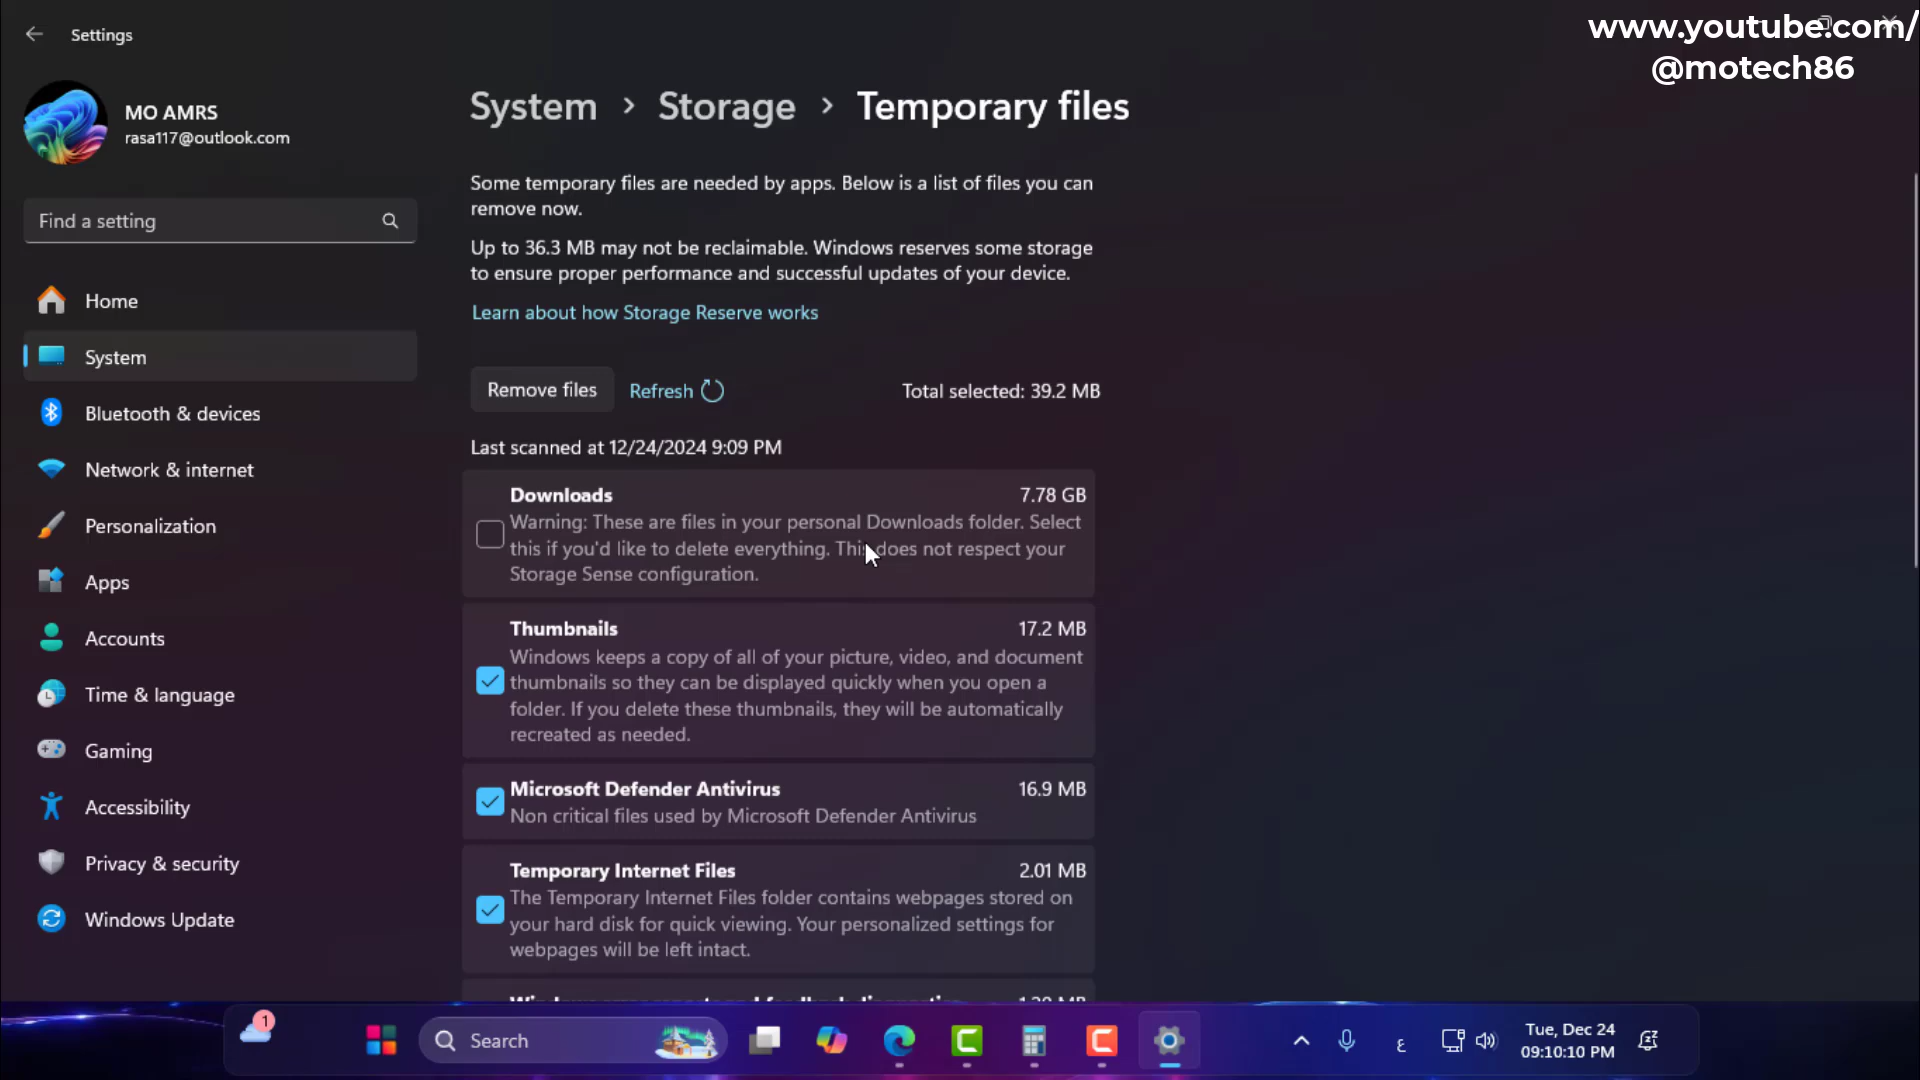 www.youtube.com/
@motech86
Settings
MO AMRS
rasa117@outlook.com
Find a setting
Home
System
Bluetooth & devices
Network & internet
Personalization
Apps
Accounts
Time & language
Gaming
Accessibility
Privacy & security
Windows Update
System > Storage > Temporary files
Some temporary files are needed by apps. Below is a list of files you can
remove now.
Up to 36.3 MB may not be reclaimable. Windows reserves some storage
to ensure proper performance and successful updates of your device.
Learn about how Storage Reserve works
Remove files Refresh Total selected: 39.2 MB
Last scanned at 12/24/2024 9:09 PM
Downloads 7.78 GB
Warning: These are files in your personal Downloads folder. Select
this if you'd like to delete everything. This does not respect your
Storage Sense configuration.
Thumbnails 17.2 MB
Windows keeps a copy of all of your picture, video, and document
thumbnails so they can be displayed quickly when you open a
folder. If you delete these thumbnails, they will be automatically
recreated as needed.
Microsoft Defender Antivirus 16.9 MB
Non critical files used by Microsoft Defender Antivirus
Temporary Internet Files 2.01 MB
The Temporary Internet Files folder contains webpages stored on
your hard disk for quick viewing. Your personalized settings for
webpages will be left intact.
1
Search
ع
Tue, Dec 24
09:10:10 PM